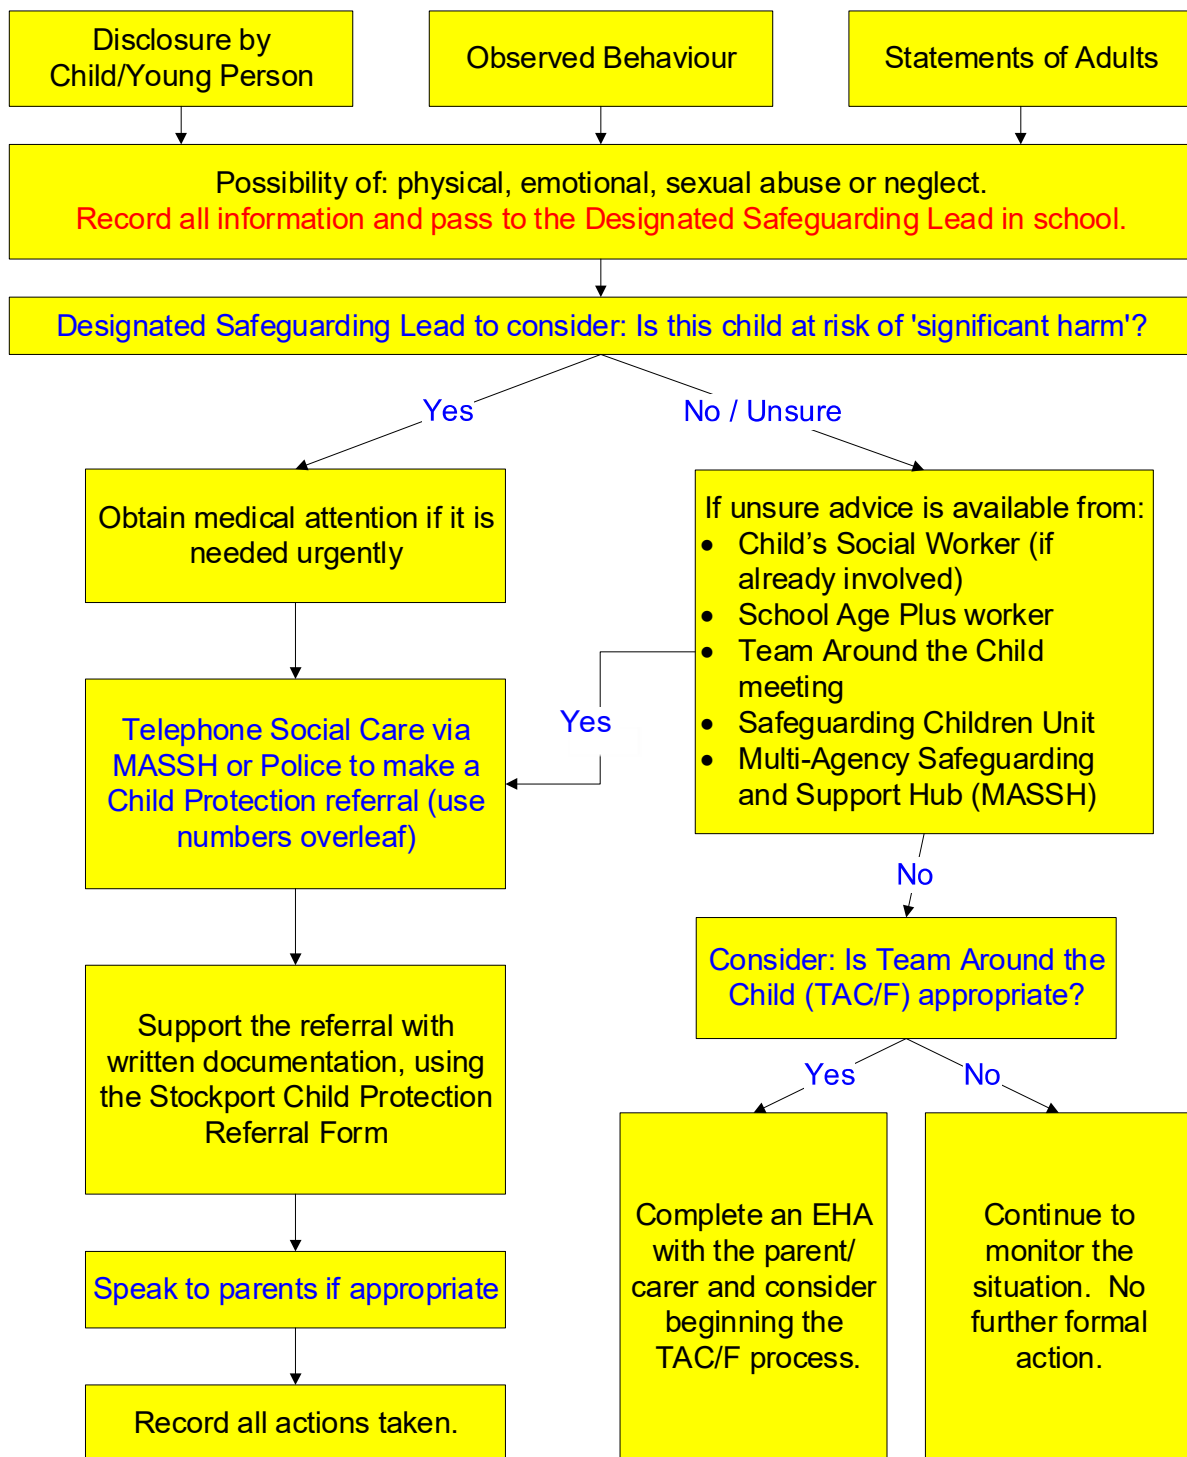 Disclosure by
Child/Young Person
Observed Behaviour
Statements of Adults
Possibility of: physical, emotional, sexual abuse or neglect.
Record all information and pass to the Designated Safeguarding Lead in school.
Designated Safeguarding Lead to consider: Is this child at risk of 'significant harm'?
Yes
No / Unsure
Obtain medical attention if it is
needed urgently
If unsure advice is available from:
• Child’s Social Worker (if
already involved)
• School Age Plus worker
• Team Around the Child
meeting
• Safeguarding Children Unit
• Multi-Agency Safeguarding
and Support Hub (MASSH)
Yes
Telephone Social Care via
MASSH or Police to make a
Child Protection referral (use
numbers overleaf)
No
Consider: Is Team Around the
Child (TAC/F) appropriate?
Support the referral with
written documentation, using
the Stockport Child Protection
Referral Form
Yes
No
Complete an EHA
with the parent/
carer and consider
beginning the
TAC/F process.
Continue to
monitor the
situation.  No
further formal
action.
Speak to parents if appropriate
Record all actions taken.